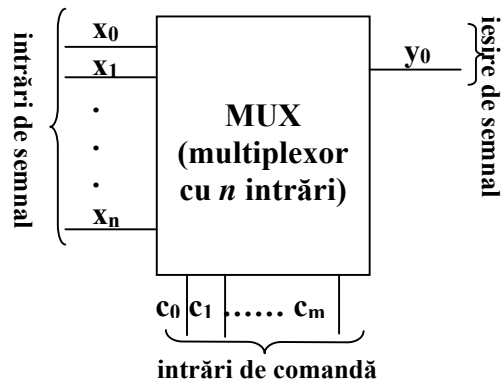 intrări de semnal
x0
x1
.
.
.
xn
MUX
(multiplexor
cu n intrări)
y0
iesire de semnal
c0 c1 …… cm
intrări de comandă